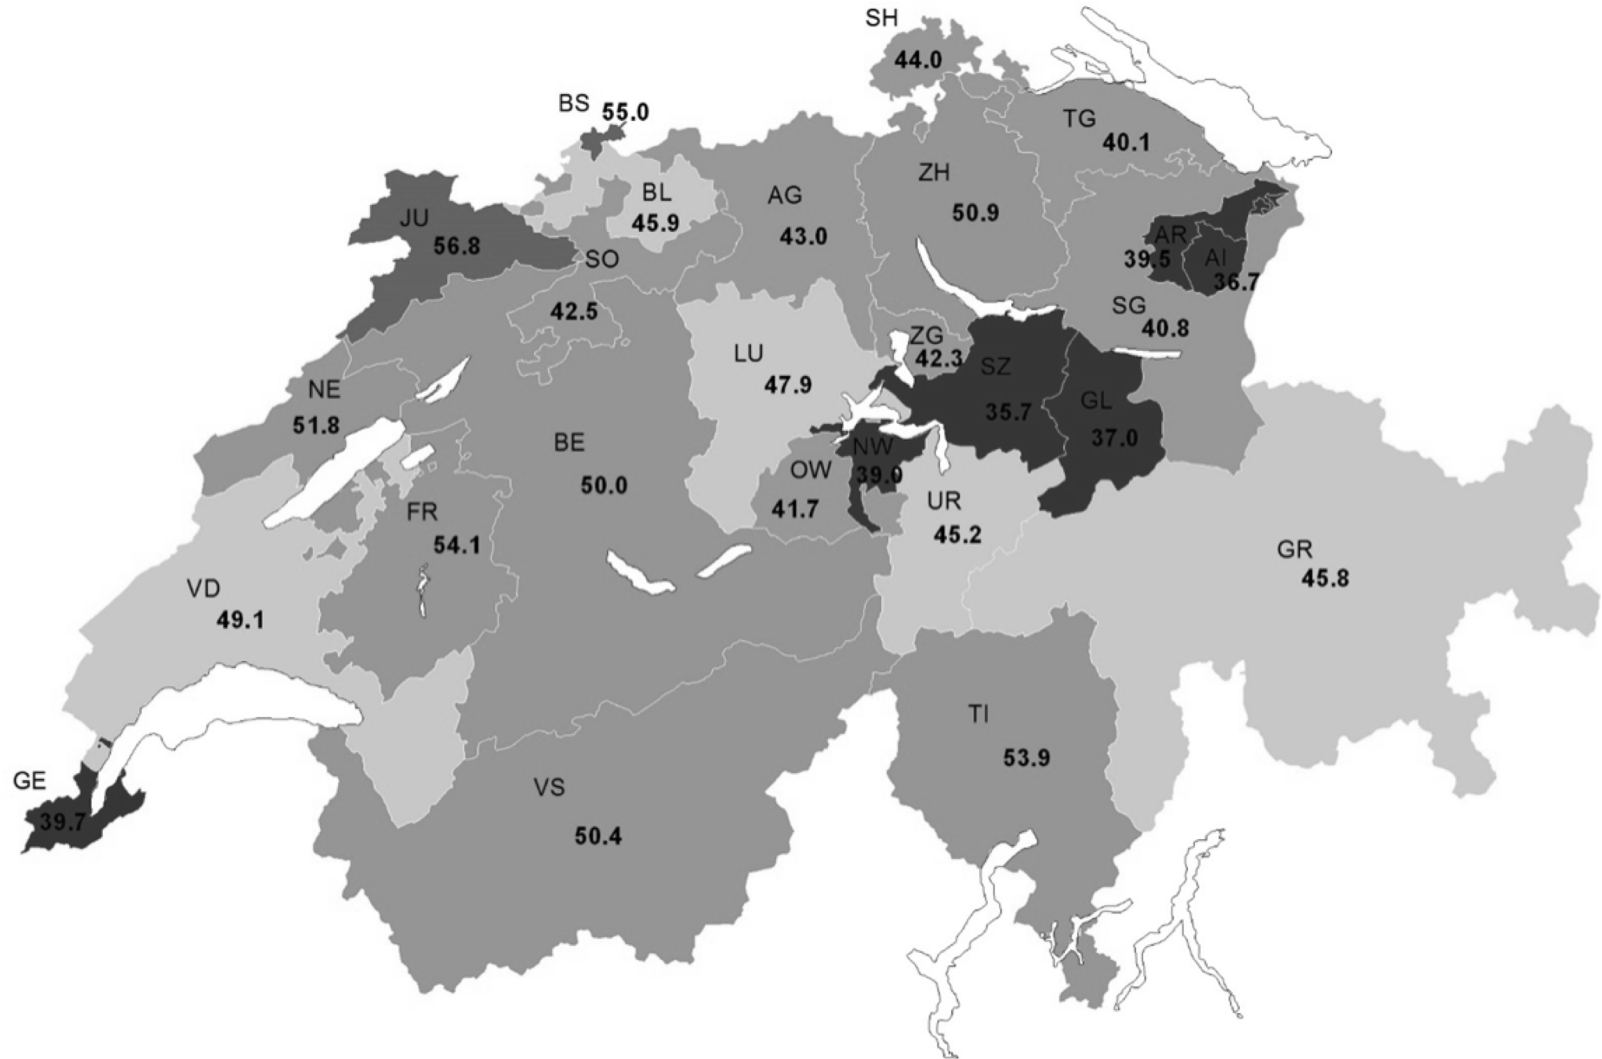 SH
44.0
BS
55.0
TG
40.1
ZH
50.9
BL
45.9
AG
43.0
JU
56.8
SO
42.5
AR
39.5
AI
36.7
SG
40.8
ZG
42.3
LU
47.9
SZ
35.7
GL
37.0
NE
51.8
BE
50.0
NW
39.0
OW
41.7
UR
45.2
FR
54.1
GR
45.8
VD
49.1
TI
53.9
GE
39.7
VS
50.4